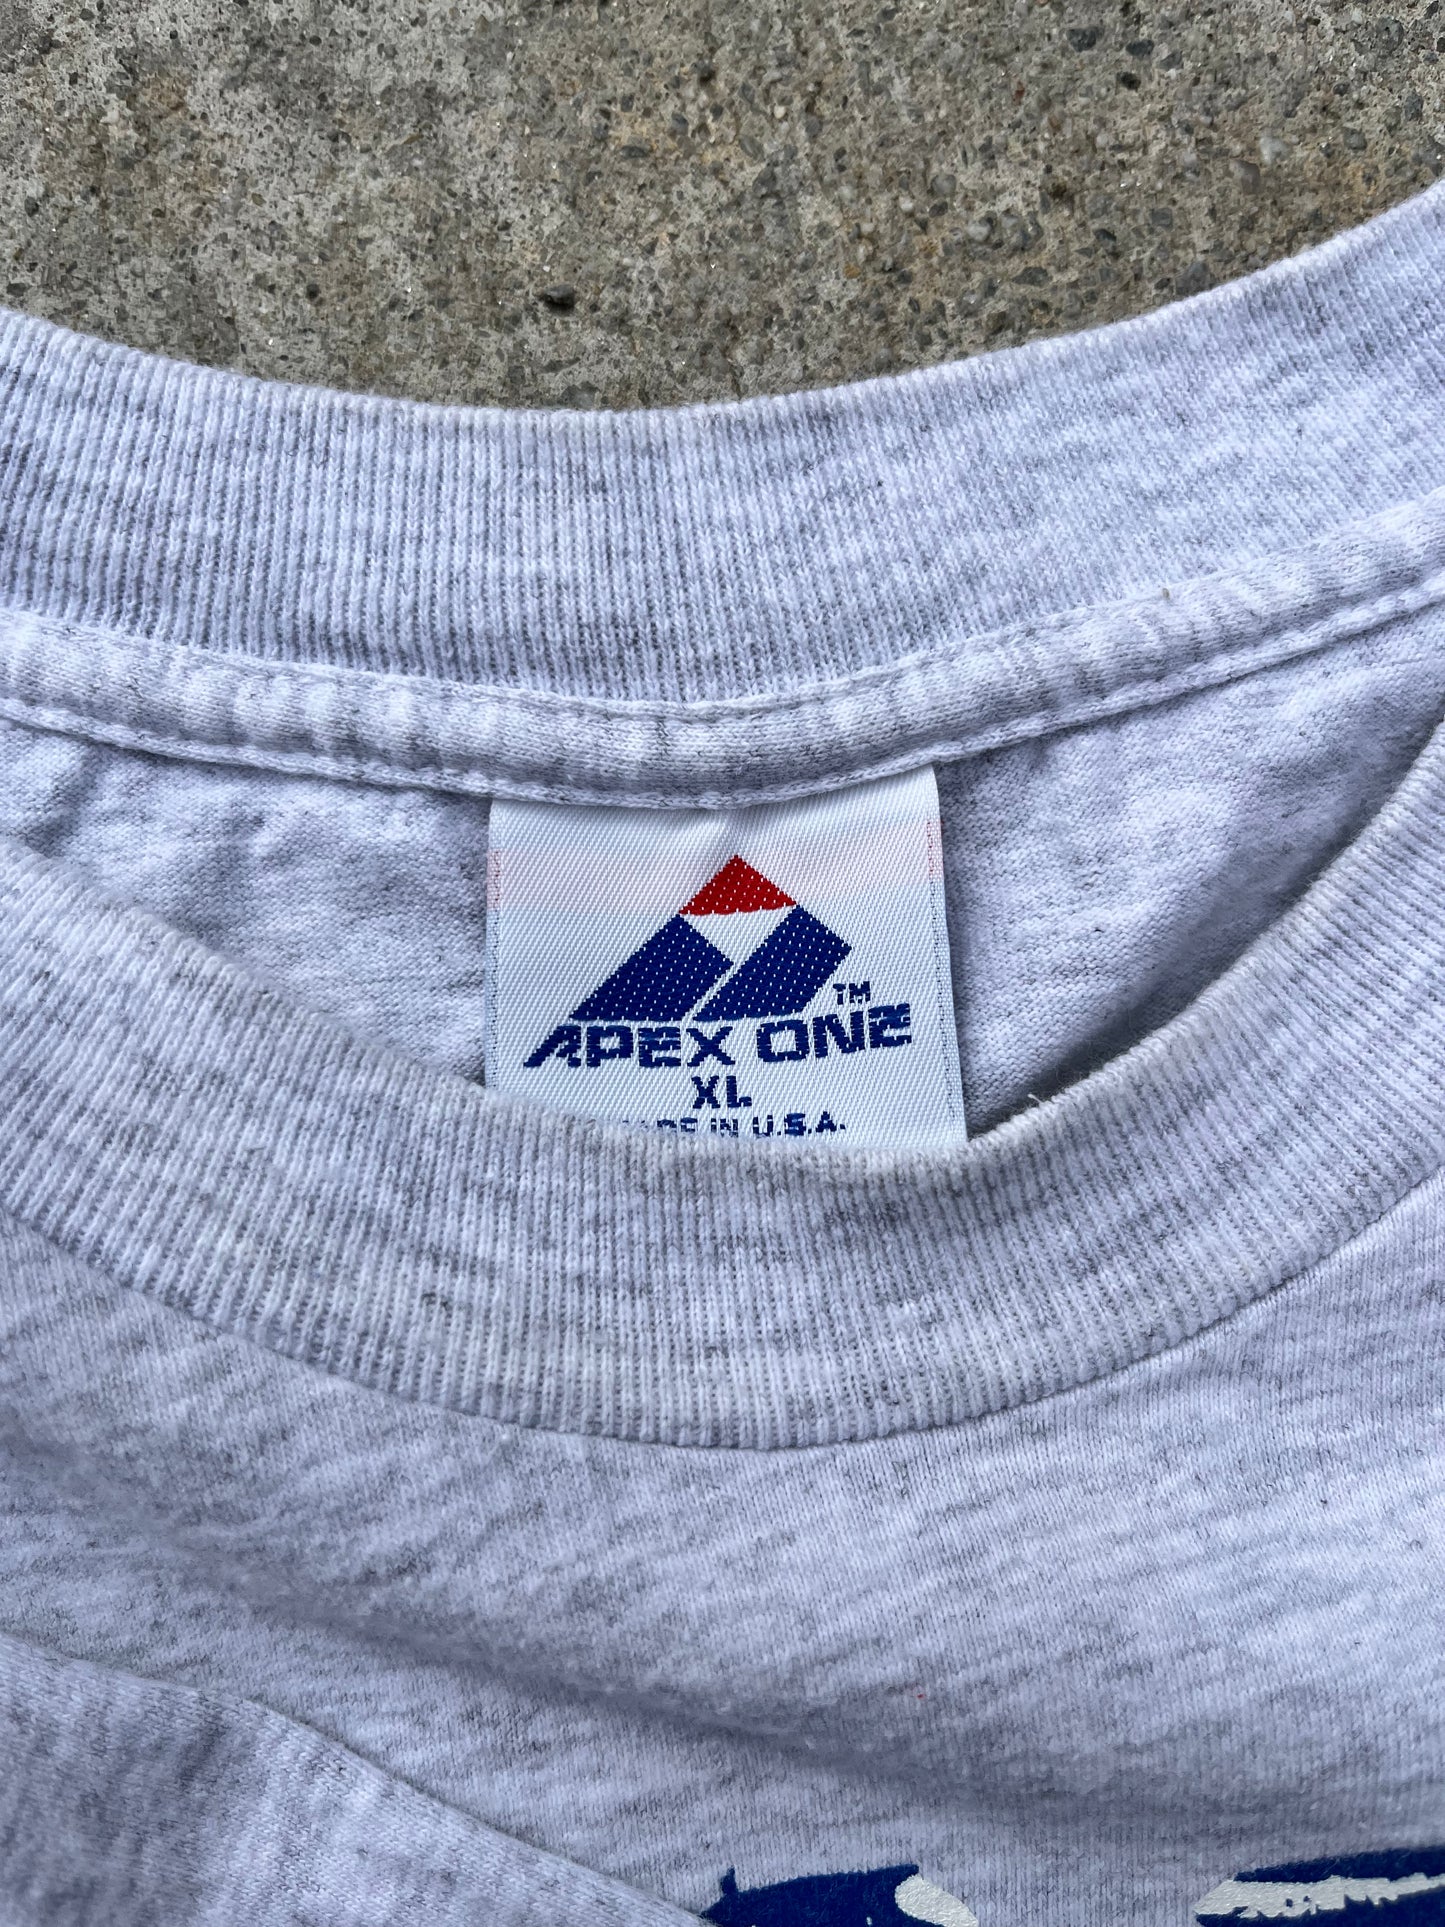 TM
APEX ONE
XL
MADE IN U.S.A.